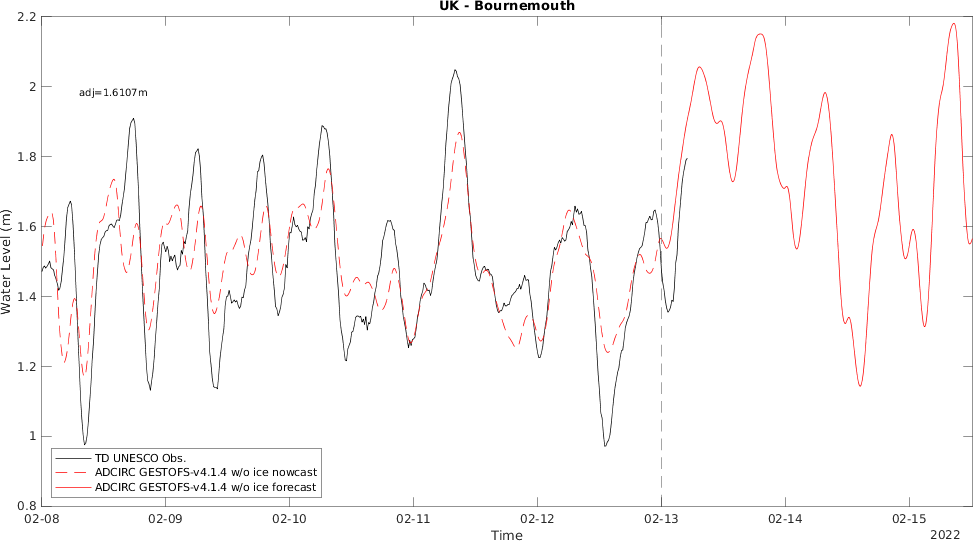 UK - Bournemouth
2.2
2
1.8
1.6
1.4
1.2
1
0.8
Water Level (m)
adj=1.6107m
TD UNESCO Obs.
ADCIRC GESTOFS-v4.1.4 w/o ice nowcast
ADCIRC GESTOFS-v4.1.4 w/o ice forecast
02-08 02-09 02-10 02-11 02-12 02-13 02-14 02-15
Time
2022